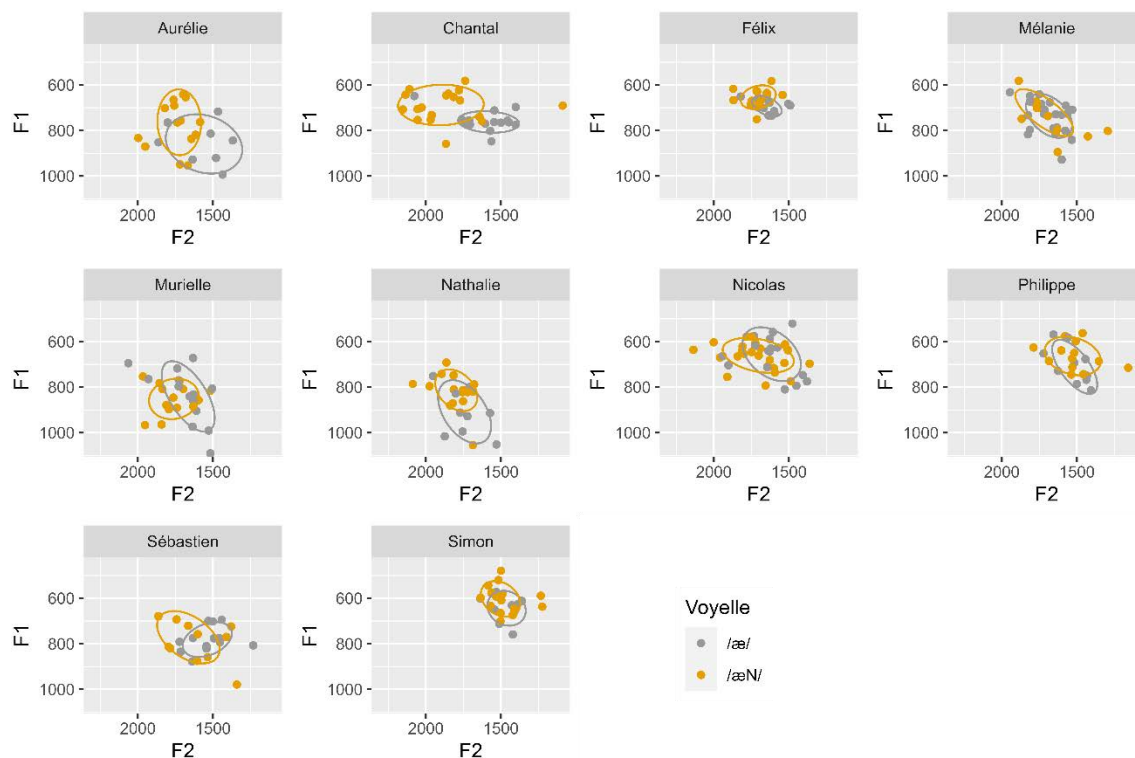 Aurélie Chantal Félix Mélanie
600 600 600 600
F1 800 F1 800 F1 800 F1 800
1000 1000 1000 1000
2000 1500 2000 1500 2000 1500 2000 1500
F2 F2 F2 F2
Murielle Nathalie Nicolas Philippe
600 600 600 600
F1 800 F1 800 F1 800 F1 800
1000 1000 1000 1000
2000 1500 2000 1500 2000 1500 2000 1500
F2 F2 F2 F2
Sébastien Simon
600 600
F1 800 F1 800
1000 1000
2000 1500 2000 1500
F2 F2
Voyelle
/æ/
/æN/